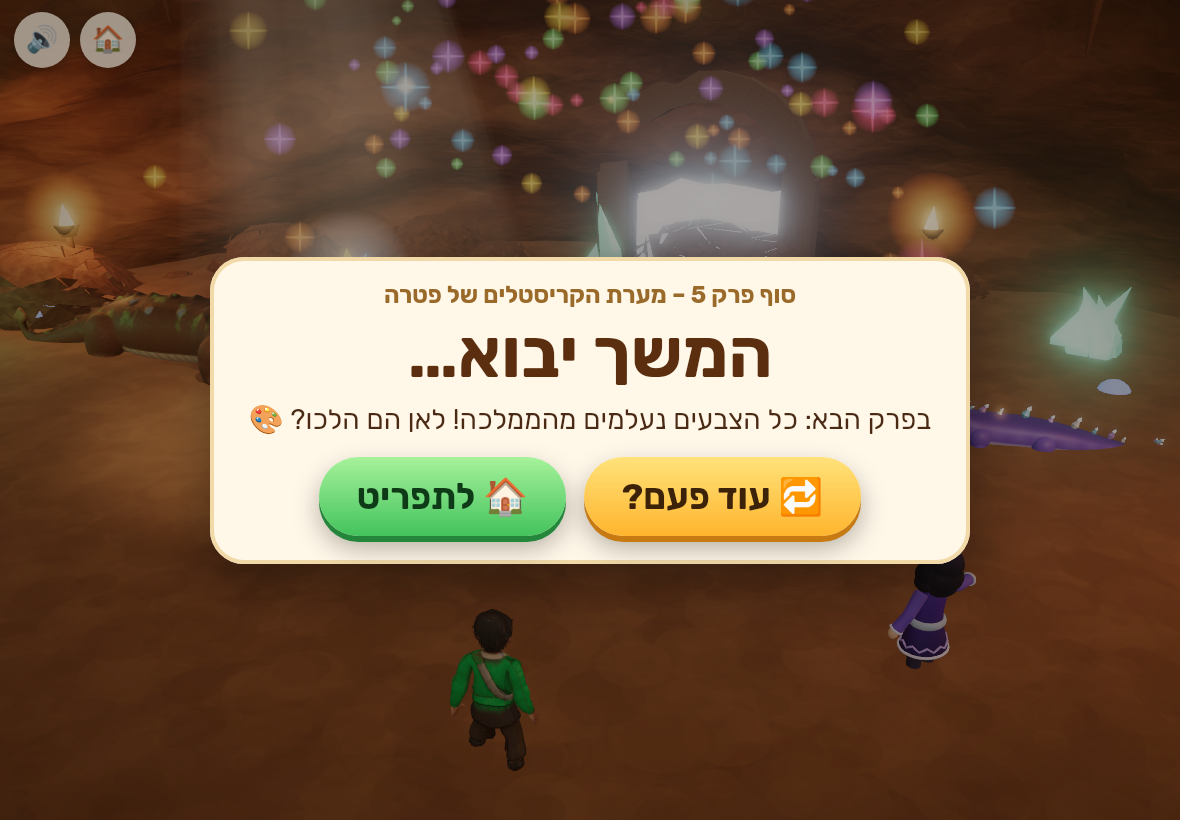 סוף פרק 5 – מערת הקריסטלים של פטרה
המשך יבוא...
בפרק הבא: כל הצבעים נעלמים מהממלכה! לאן הם הלכו? 🎨
🔁 עוד פעם?
🏠 לתפריט